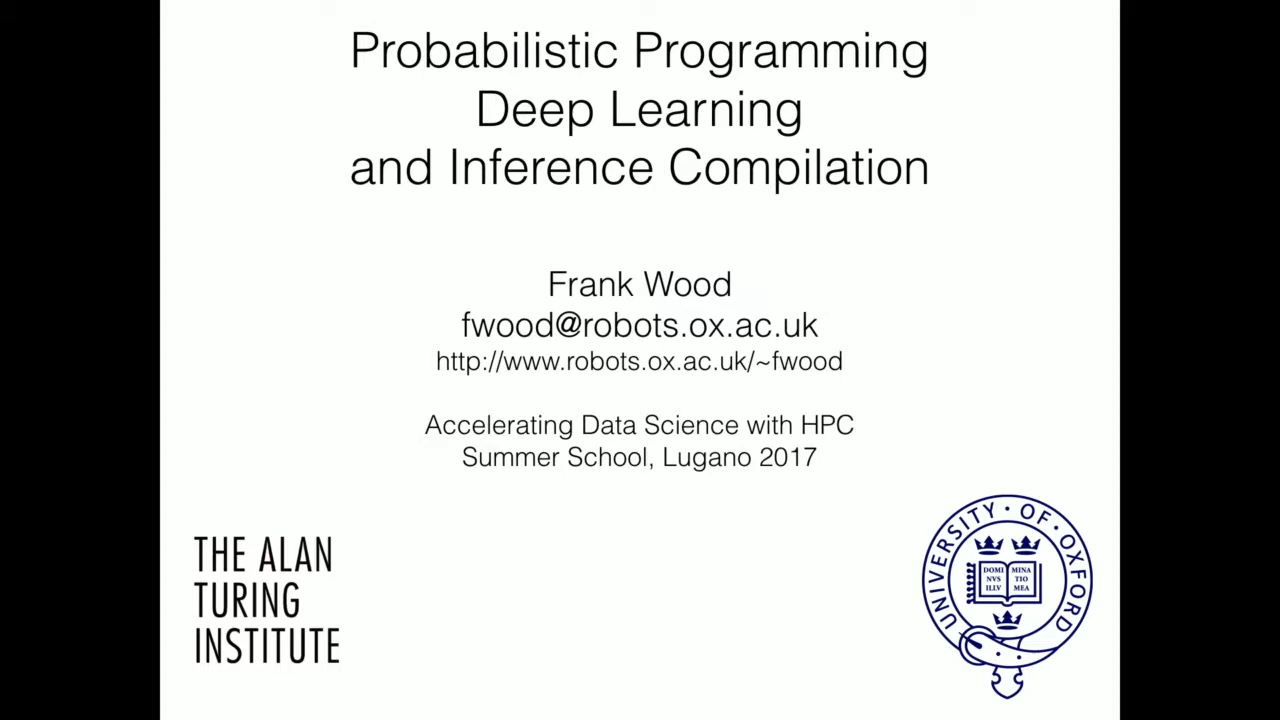 Probabilistic Programming
Deep Learning
and Inference Compilation
Frank Wood
fwood@robots.ox.ac.uk
http://www.robots.ox.ac.uk/~fwood
Accelerating Data Science with HPC
Summer School, Lugano 2017
THE ALAN
TURING
INSTITUTE
UNIVERSITY · OF · OXFORD
DOMI MINA
NVS TIO
ILLV MEA